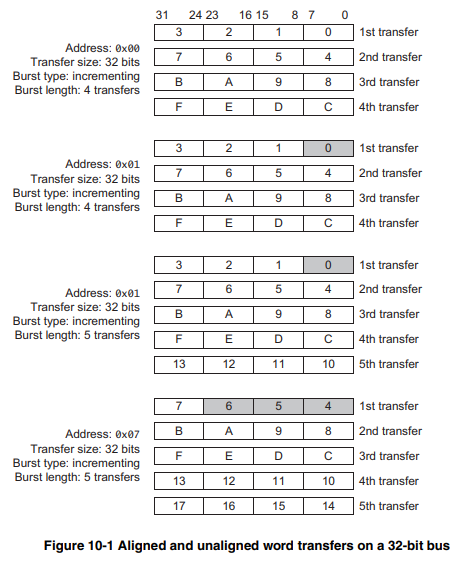 31 24 23 16 15 8 7 0
Address: 0x00
Transfer size: 32 bits
Burst type: incrementing
Burst length: 4 transfers
3 2 1 0 1st transfer
7 6 5 4 2nd transfer
B A 9 8 3rd transfer
F E D C 4th transfer
Address: 0x01
Transfer size: 32 bits
Burst type: incrementing
Burst length: 4 transfers
3 2 1 0 1st transfer
7 6 5 4 2nd transfer
B A 9 8 3rd transfer
F E D C 4th transfer
Address: 0x01
Transfer size: 32 bits
Burst type: incrementing
Burst length: 5 transfers
3 2 1 0 1st transfer
7 6 5 4 2nd transfer
B A 9 8 3rd transfer
F E D C 4th transfer
13 12 11 10 5th transfer
Address: 0x07
Transfer size: 32 bits
Burst type: incrementing
Burst length: 5 transfers
7 6 5 4 1st transfer
B A 9 8 2nd transfer
F E D C 3rd transfer
13 12 11 10 4th transfer
17 16 15 14 5th transfer
Figure 10-1 Aligned and unaligned word transfers on a 32-bit bus